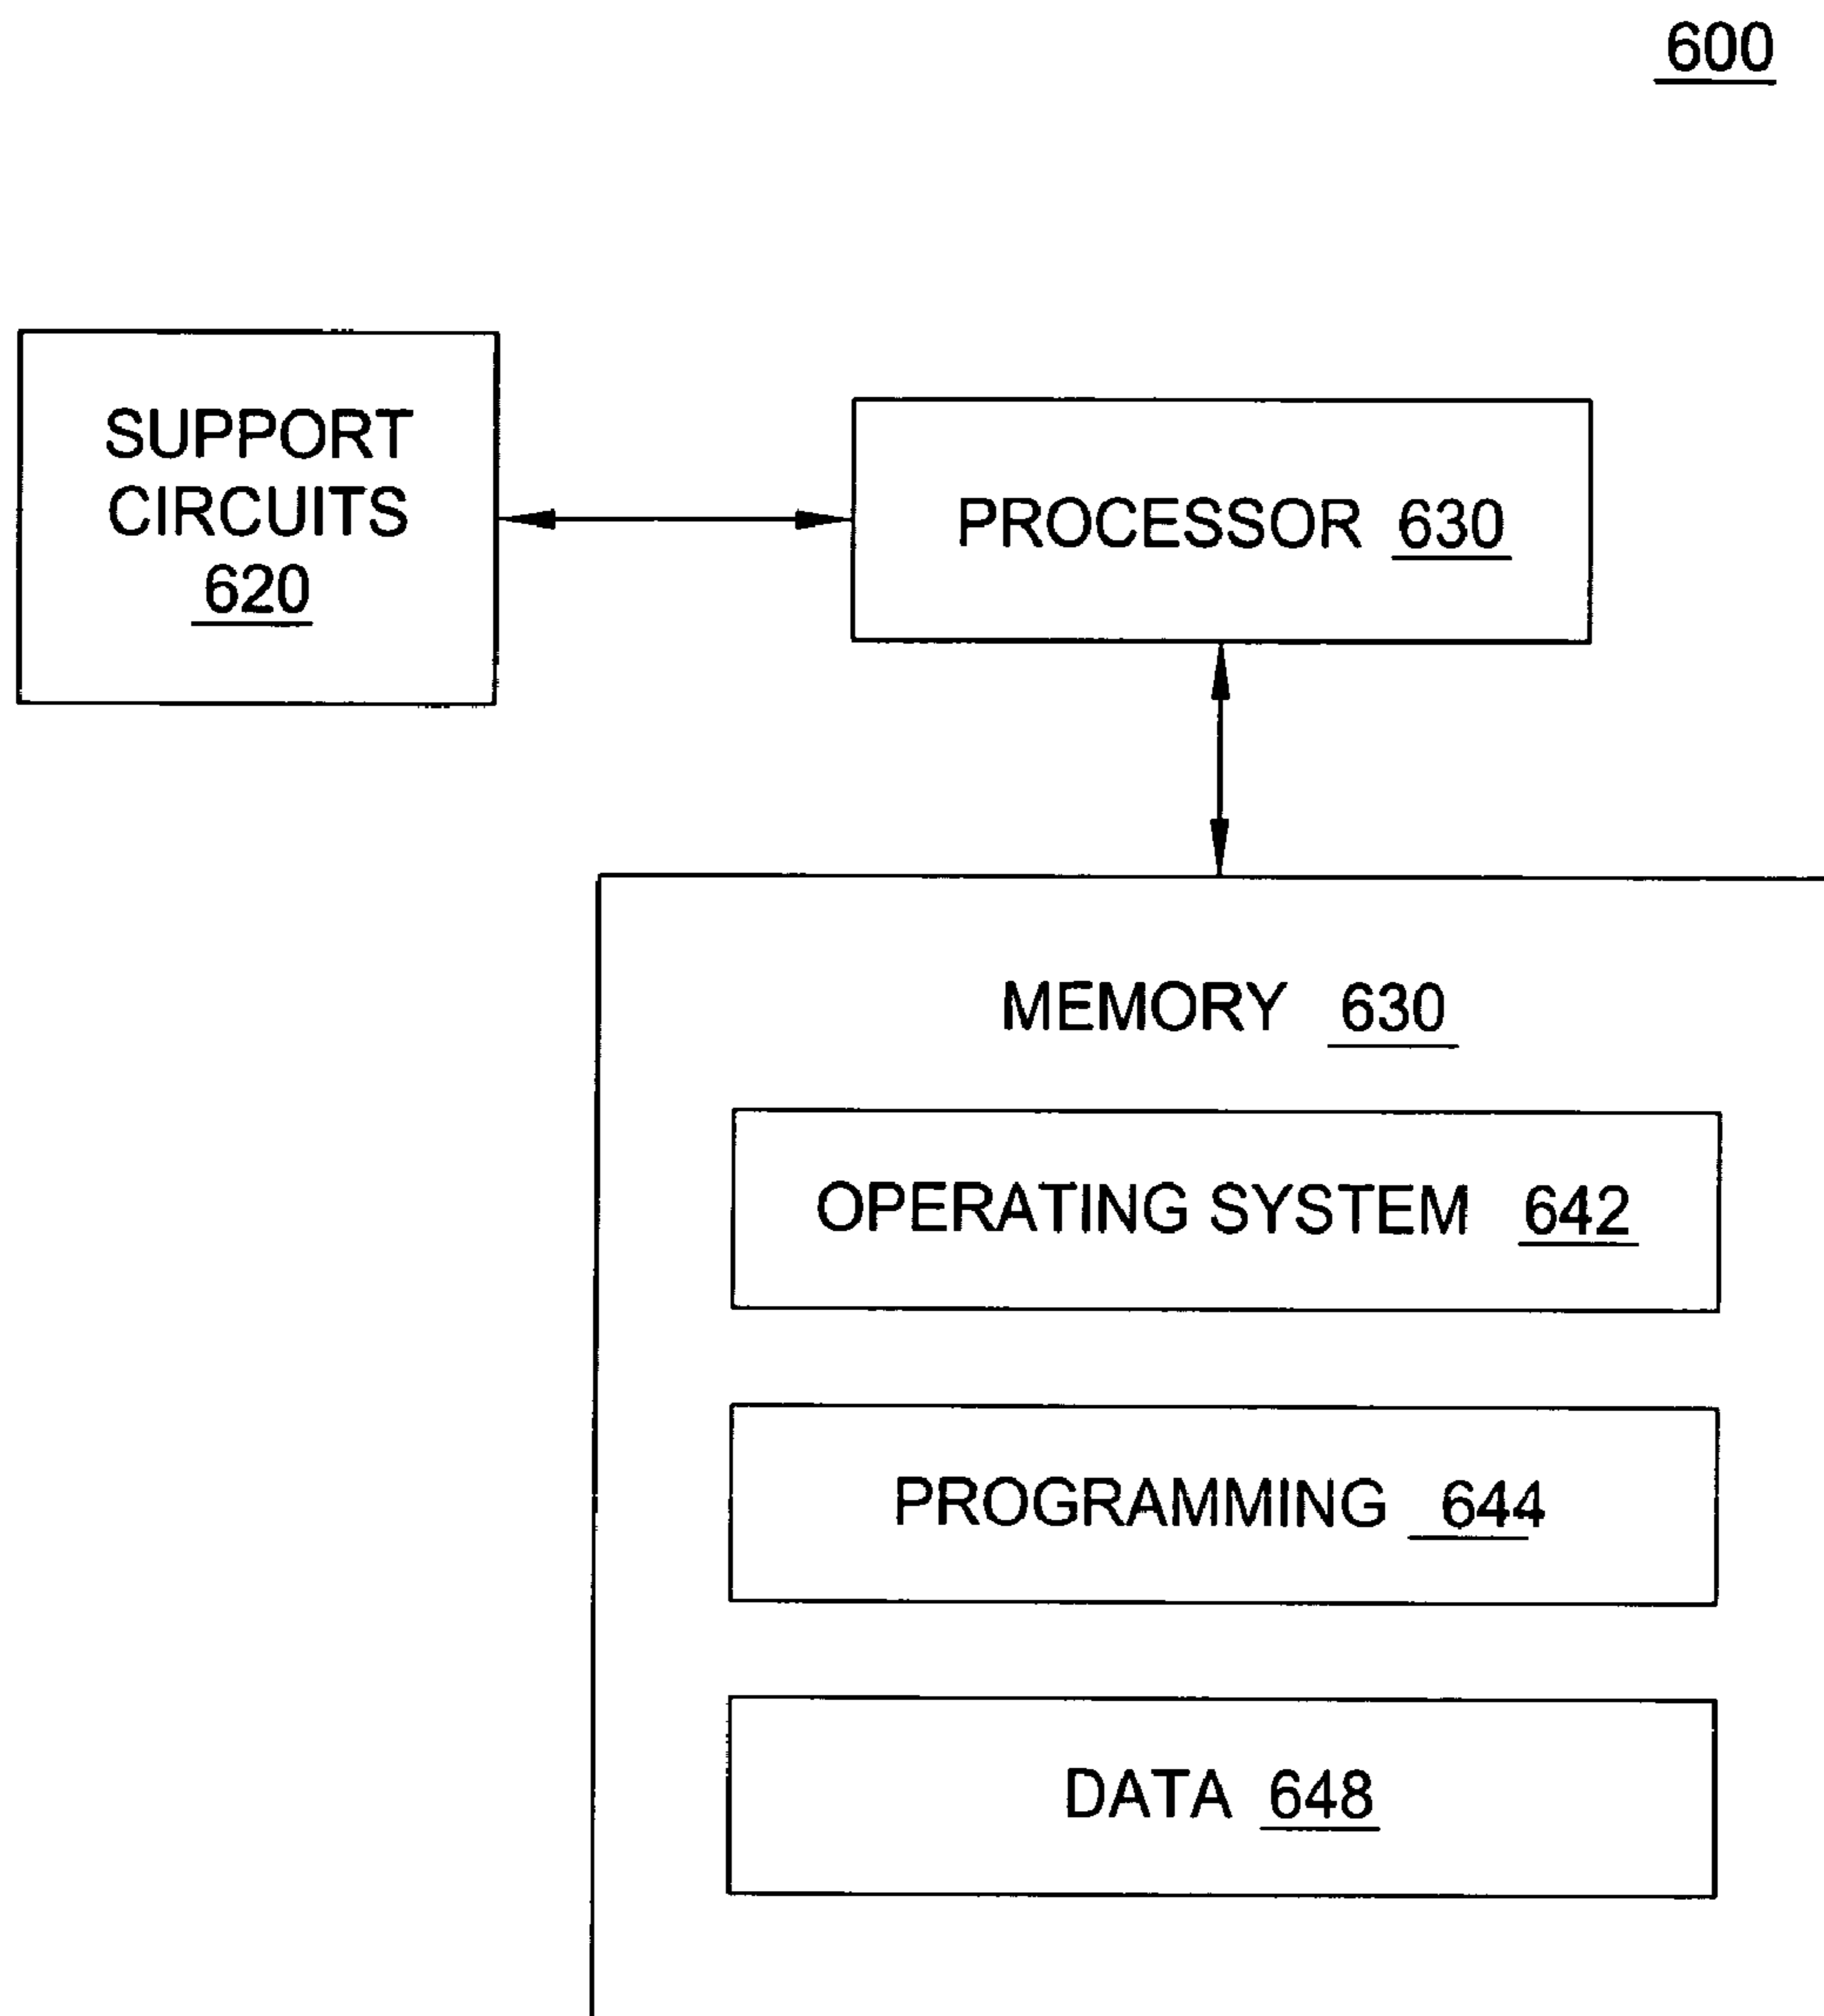 600
SUPPORT
CIRCUITS
620
PROCESSOR 630
MEMORY 630
OPERATING SYSTEM 642
PROGRAMMING 644
DATA 648